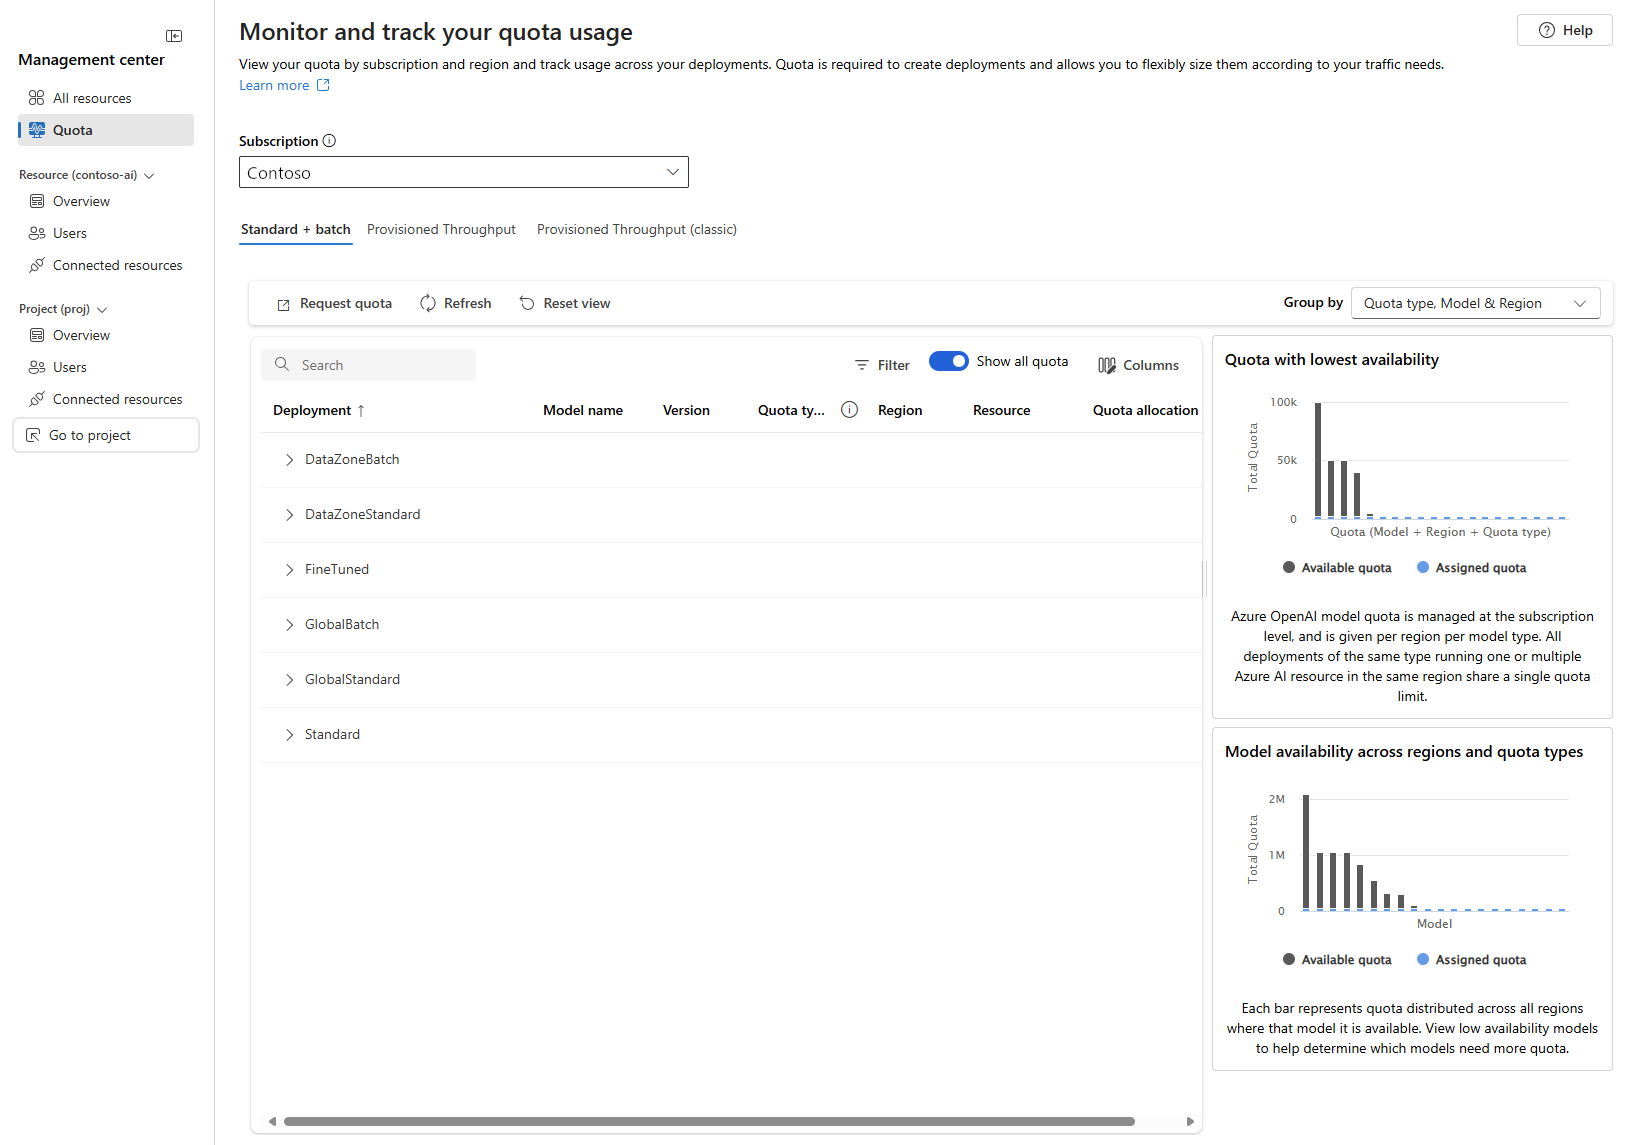 Management center
All resources
Quota
Resource (contoso-ai)
Overview
Users
Connected resources
Project (proj)
Overview
Users
Connected resources
Go to project
Monitor and track your quota usage
Help
View your quota by subscription and region and track usage across your deployments. Quota is required to create deployments and allows you to flexibly size them according to your traffic needs.
Learn more
Subscription
Contoso
Standard + batch Provisioned Throughput Provisioned Throughput (classic)
Request quota Refresh Reset view Group by Quota type, Model & Region
Search Filter Show all quota Columns
Deployment ↑ Model name Version Quota ty... Region Resource Quota allocation
DataZoneBatch
DataZoneStandard
FineTuned
GlobalBatch
GlobalStandard
Standard
Quota with lowest availability
Total Quota
100k
50k
0
Quota (Model + Region + Quota type)
Available quota Assigned quota
Azure OpenAI model quota is managed at the subscription
level, and is given per region per model type. All
deployments of the same type running one or multiple
Azure AI resource in the same region share a single quota
limit.
Model availability across regions and quota types
Total Quota
2M
1M
0
Model
Available quota Assigned quota
Each bar represents quota distributed across all regions
where that model it is available. View low availability models
to help determine which models need more quota.